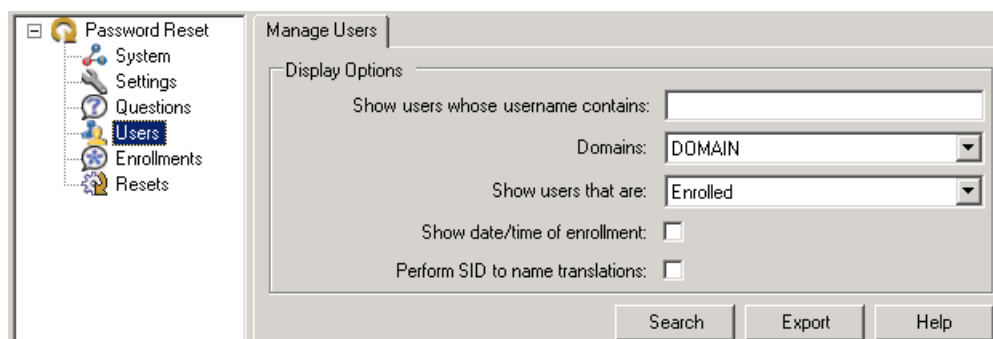 Password Reset
System
Settings
Questions
Users
Enrollments
Resets
Manage Users
Display Options
Show users whose username contains:
Domains: DOMAIN
Show users that are: Enrolled
Show date/time of enrollment:
Perform SID to name translations:
Search Export Help